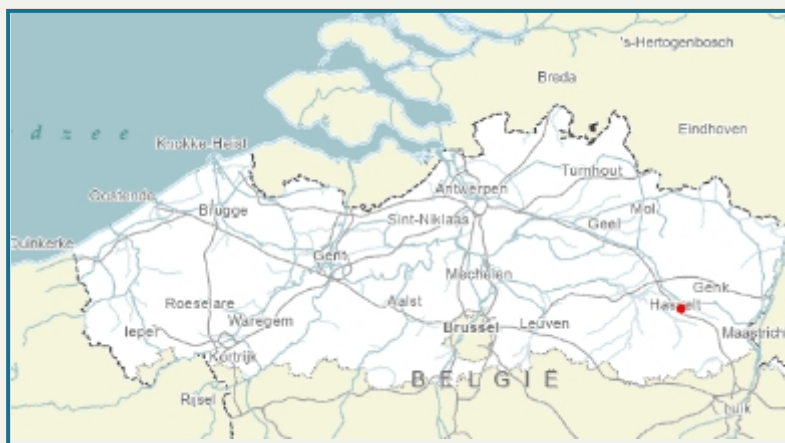 's-Hertogenbosch
Breda
d z e e
Eindhoven
Knokke-Heist
Turnhout
Antwerpen
Oostende
Mol
Brugge
Sint-Niklaas
Geel
Duinkerke
Gent
Mechelen
Genk
Roeselare
Aalst
Hasselt
Waregem
Brussel
Leuven
Ieper
Maastrich
Kortrijk
BELGIË
Rijsel
Luik